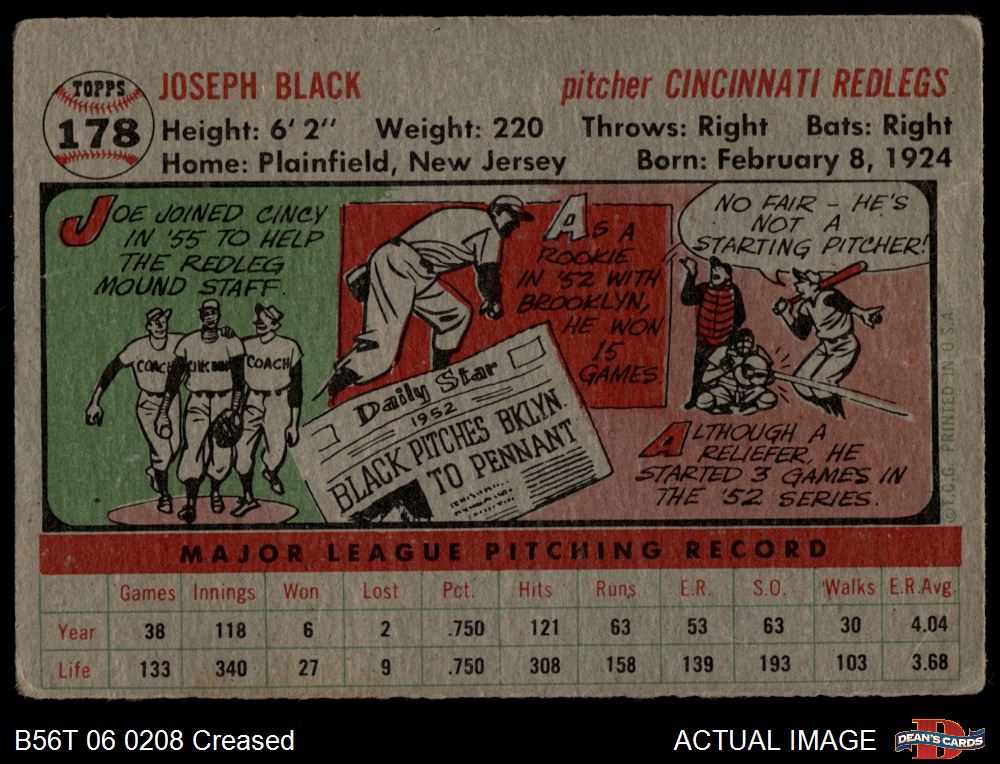 TOPPS
178
JOSEPH BLACK pitcher CINCINNATI REDLEGS
Height: 6' 2" Weight: 220 Throws: Right Bats: Right
Home: Plainfield, New Jersey Born: February 8, 1924
JOE JOINED CINCY
IN '55 TO HELP
THE REDLEG
MOUND STAFF.
COACH
COACH
AS A
ROOKIE
IN '52 WITH
BROOKLYN,
HE WON
15
GAMES.
Daily Star
1952
BLACK PITCHES BKLYN.
TO PENNANT
NO FAIR – HE'S
NOT A
STARTING PITCHER!
ALTHOUGH A
RELIEFER, HE
STARTED 3 GAMES IN
THE '52 SERIES.
©T.C.G. PRINTED IN U.S.A.
MAJOR LEAGUE PITCHING RECORD
Games Innings Won Lost Pct. Hits Runs E.R. S.O. Walks E.R.Avg.
Year 38 118 6 2 .750 121 63 53 63 30 4.04
Life 133 340 27 9 .750 308 158 139 193 103 3.68
B56T 06 0208 Creased ACTUAL IMAGE DEAN'S CARDS